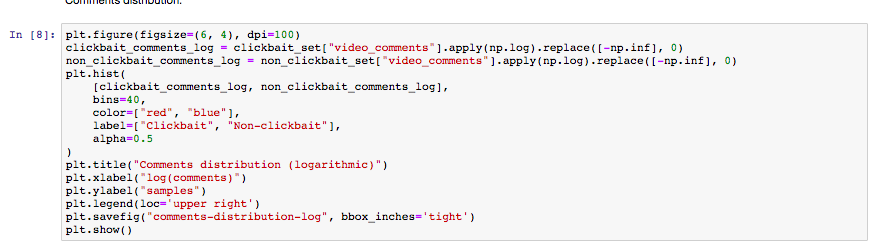 Comments distribution.
In [8]:
plt.figure(figsize=(6, 4), dpi=100)
clickbait_comments_log = clickbait_set["video_comments"].apply(np.log).replace([-np.inf], 0)
non_clickbait_comments_log = non_clickbait_set["video_comments"].apply(np.log).replace([-np.inf], 0)
plt.hist(
    [clickbait_comments_log, non_clickbait_comments_log],
    bins=40,
    color=["red", "blue"],
    label=["Clickbait", "Non-clickbait"],
    alpha=0.5
)
plt.title("Comments distribution (logarithmic)")
plt.xlabel("log(comments)")
plt.ylabel("samples")
plt.legend(loc='upper right')
plt.savefig("comments-distribution-log", bbox_inches='tight')
plt.show()